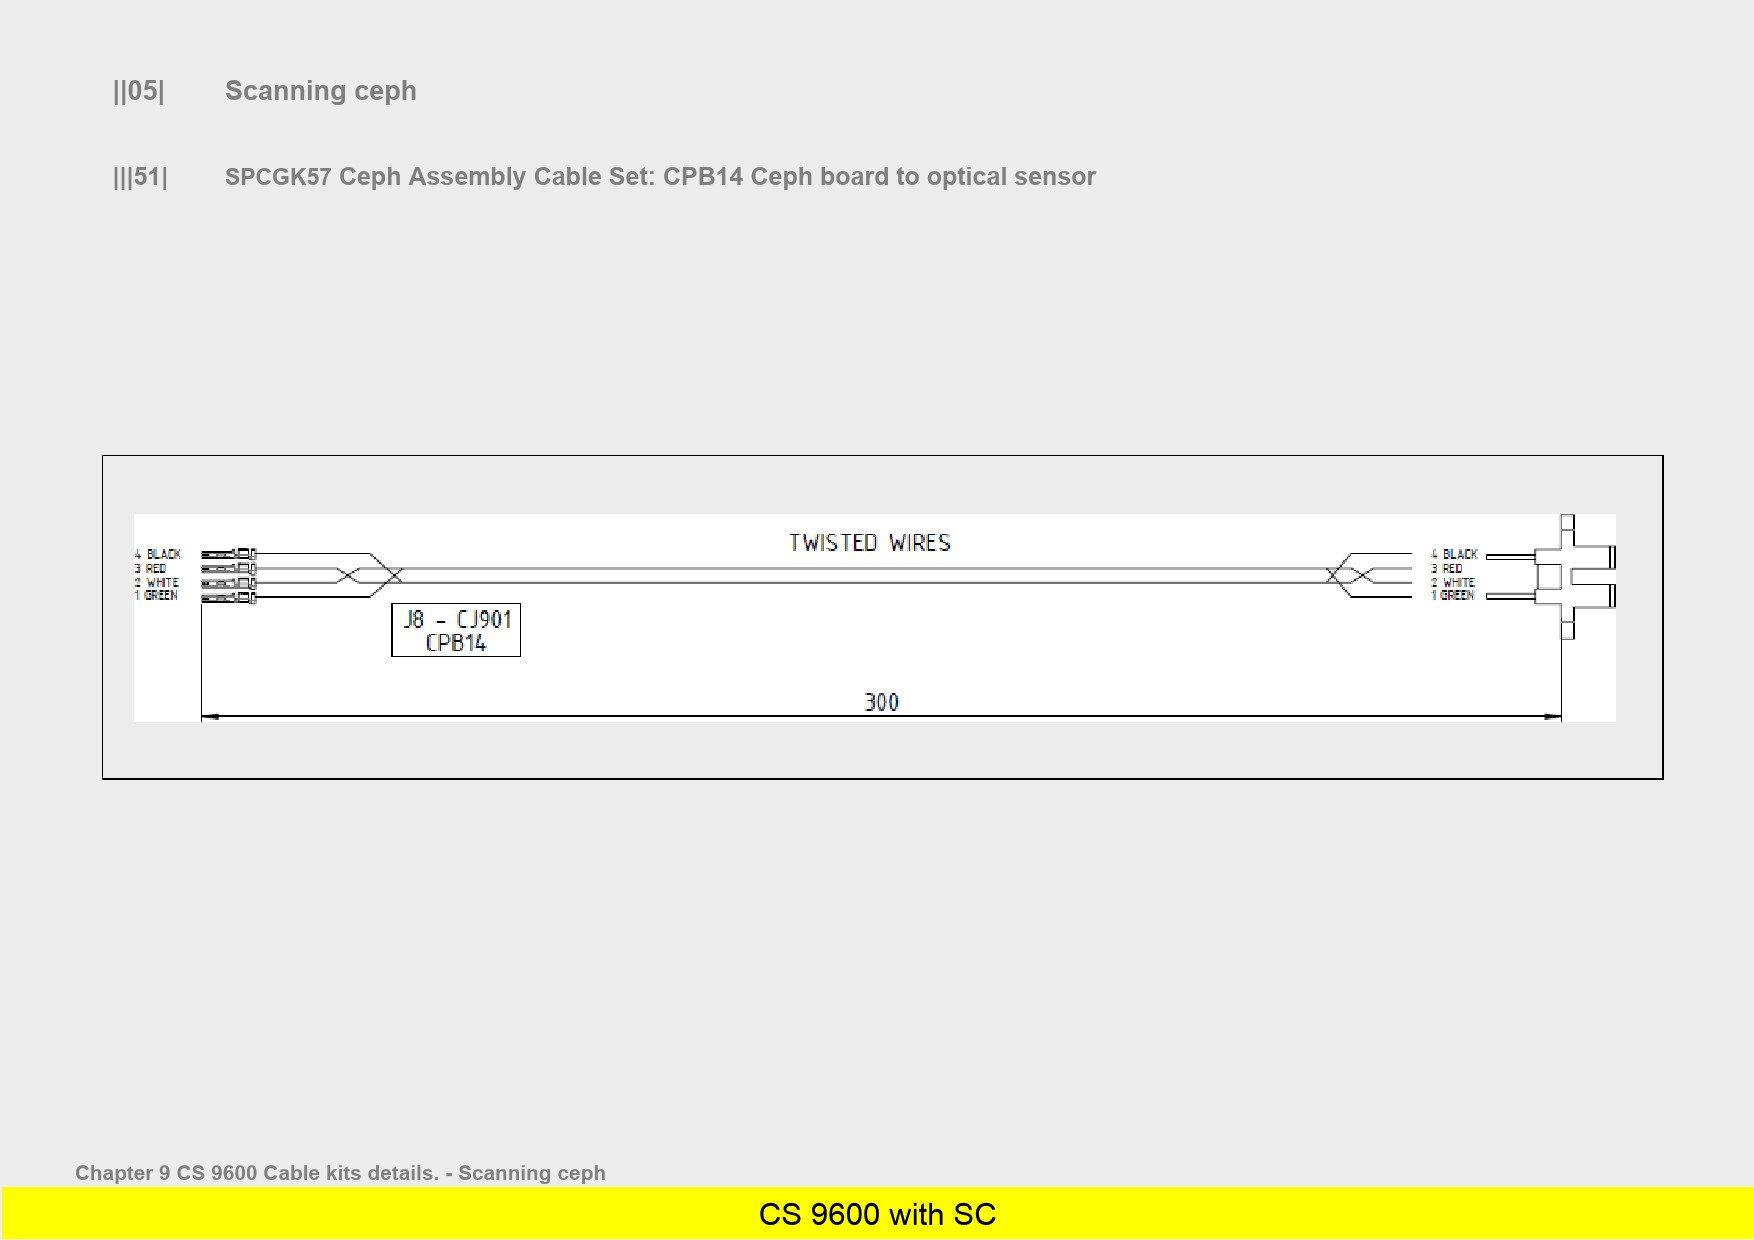 ||05| Scanning ceph
|||51| SPCGK57 Ceph Assembly Cable Set: CPB14 Ceph board to optical sensor
TWISTED WIRES
4 BLACK
3 RED
2 WHITE
1 GREEN
4 BLACK
3 RED
2 WHITE
1 GREEN
J8 - CJ901
CPB14
300
Chapter 9 CS 9600 Cable kits details. - Scanning ceph
CS 9600 with SC